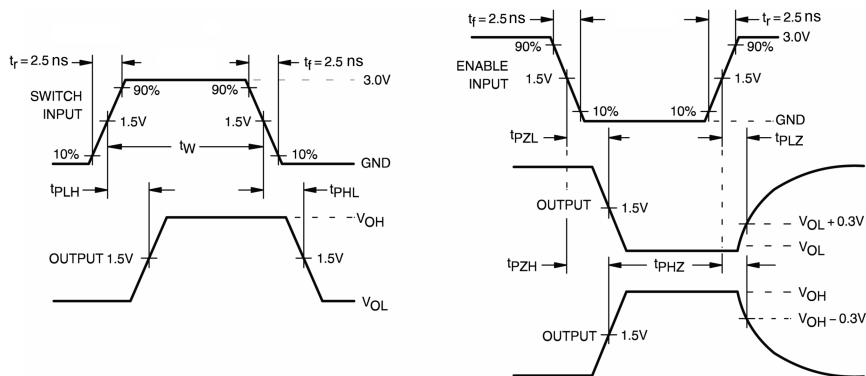 tr = 2.5 ns
tf = 2.5 ns
3.0V
SWITCH
INPUT
90%
90%
1.5V
1.5V
10%
10%
tW
GND
tPLH
tPHL
VOH
OUTPUT 1.5V
1.5V
VOL
tf = 2.5 ns
tr = 2.5 ns
3.0V
90%
90%
ENABLE
INPUT
1.5V
1.5V
10%
10%
GND
tPZL
tPLZ
OUTPUT
1.5V
VOL + 0.3V
VOL
tPZH
tPHZ
VOH
VOH – 0.3V
OUTPUT
1.5V